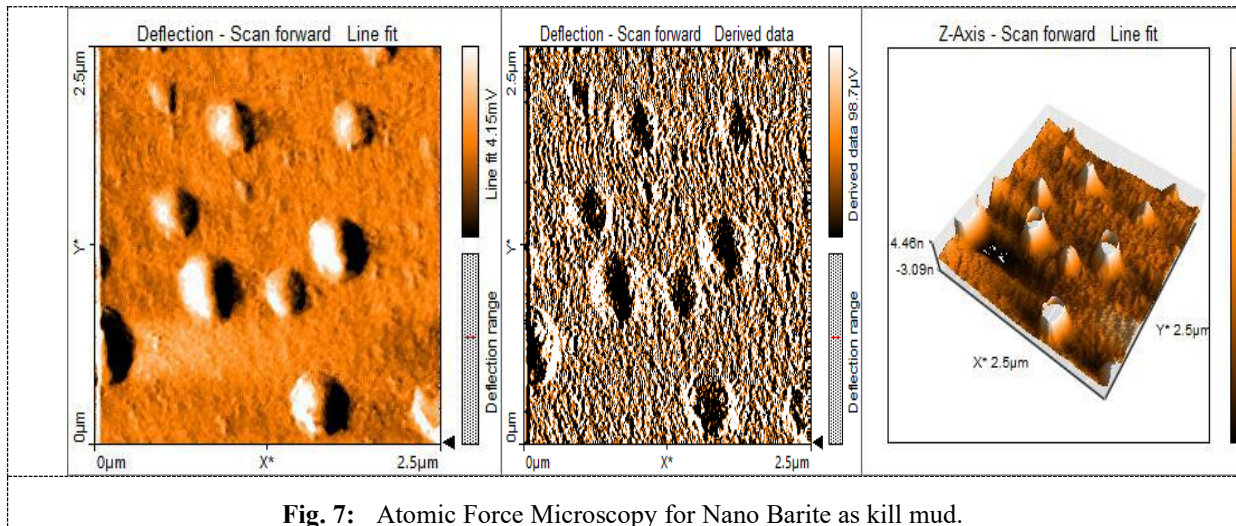 Deflection - Scan forward Line fit
2.5µm
Y*
0µm
0µm X* 2.5µm
Line fit 4.15mV
Deflection range
Deflection - Scan forward Derived data
2.5µm
Y*
0µm
0µm X* 2.5µm
Derived data 98.7µV
Deflection range
Z-Axis - Scan forward Line fit
4.46n
-3.09n
X* 2.5µm
Y* 2.5µm
Fig. 7: Atomic Force Microscopy for Nano Barite as kill mud.